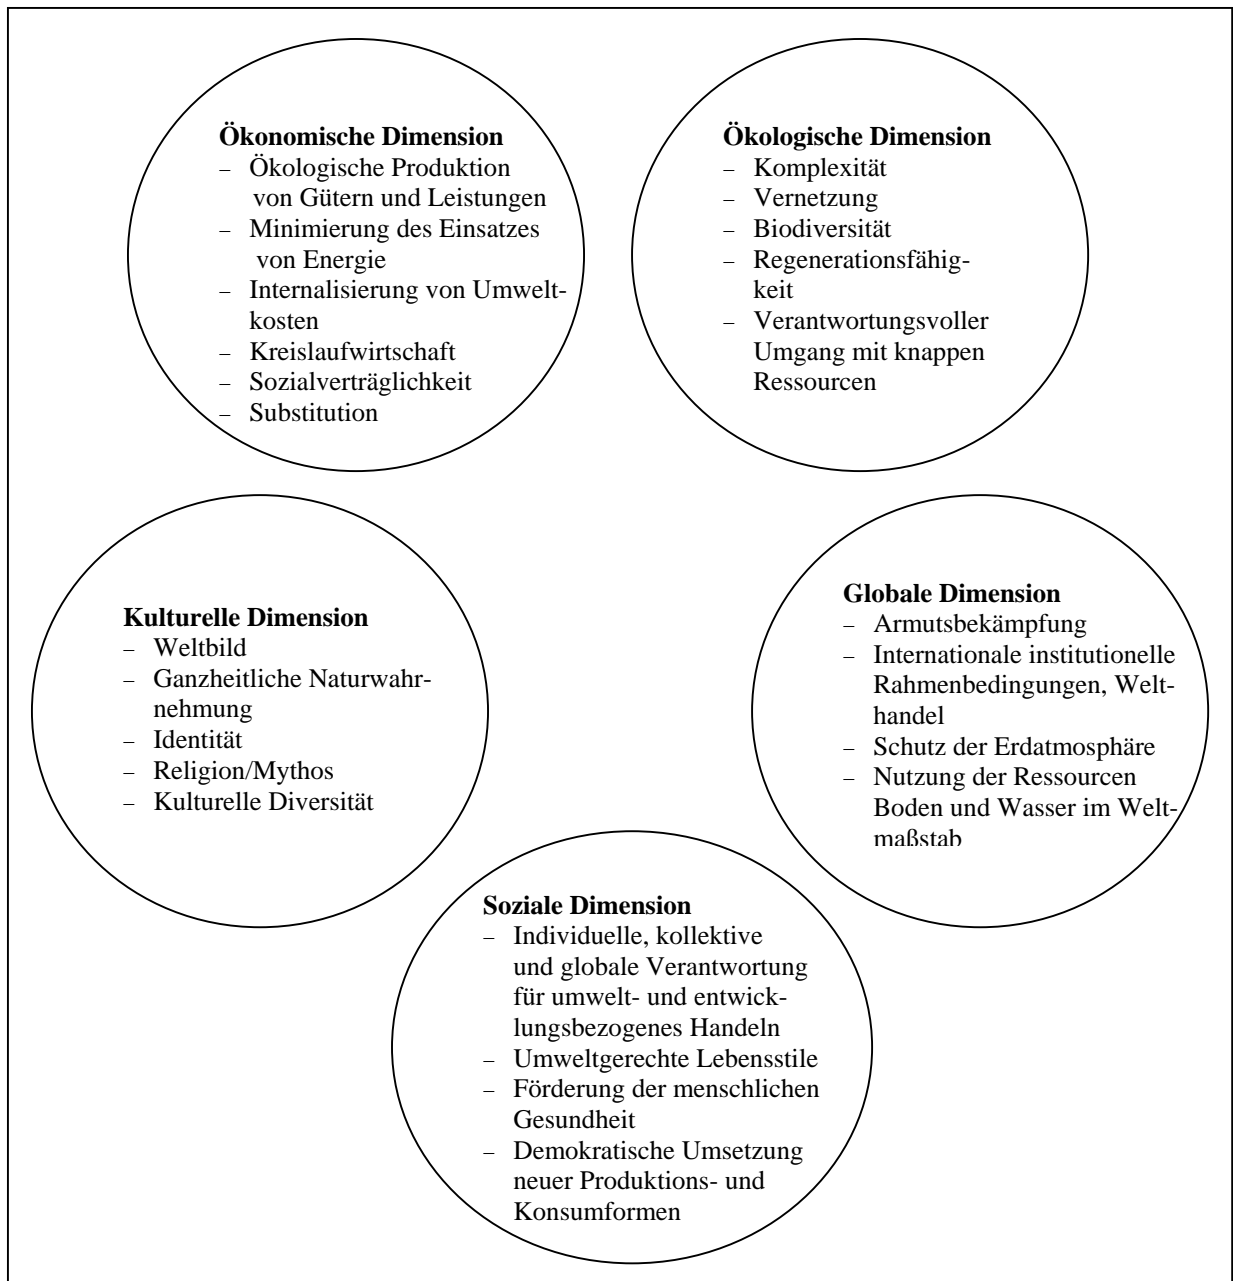 Ökonomische Dimension
– Ökologische Produktion
von Gütern und Leistungen
– Minimierung des Einsatzes
von Energie
– Internalisierung von Umwelt-
kosten
– Kreislaufwirtschaft
– Sozialverträglichkeit
– Substitution
Ökologische Dimension
– Komplexität
– Vernetzung
– Biodiversität
– Regenerationsfähig-
keit
– Verantwortungsvoller
Umgang mit knappen
Ressourcen
Kulturelle Dimension
– Weltbild
– Ganzheitliche Naturwahr-
nehmung
– Identität
– Religion/Mythos
– Kulturelle Diversität
Globale Dimension
– Armutsbekämpfung
– Internationale institutionelle
Rahmenbedingungen, Welt-
handel
– Schutz der Erdatmosphäre
– Nutzung der Ressourcen
Boden und Wasser im Welt-
maßstab
Soziale Dimension
– Individuelle, kollektive
und globale Verantwortung
für umwelt- und entwick-
lungsbezogenes Handeln
– Umweltgerechte Lebensstile
– Förderung der menschlichen
Gesundheit
– Demokratische Umsetzung
neuer Produktions- und
Konsumformen